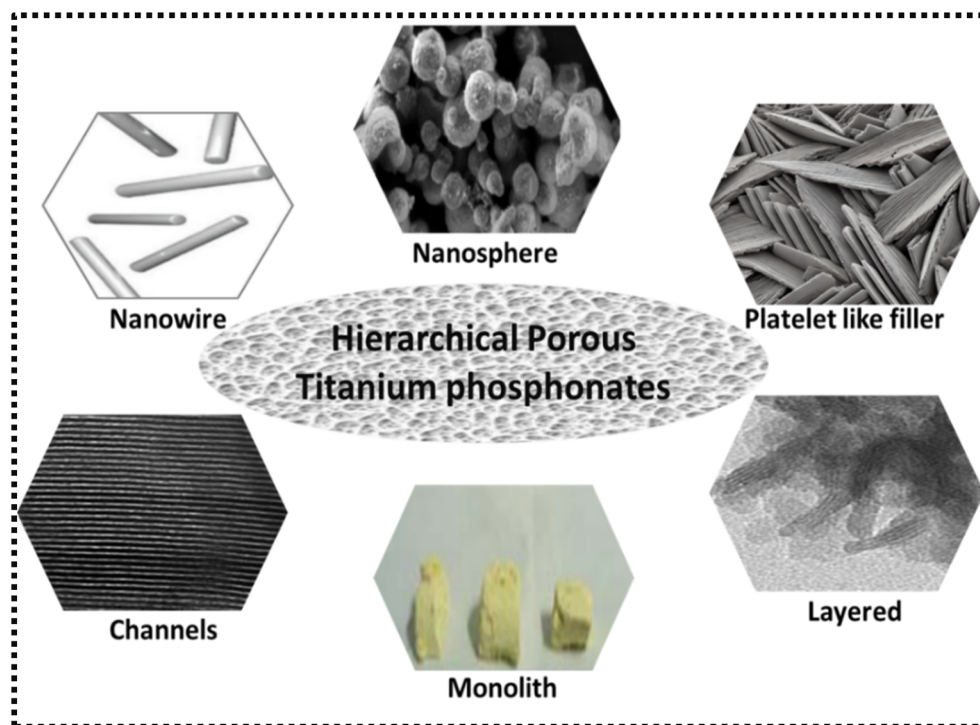 Nanosphere
Nanowire
Platelet like filler
Hierarchical Porous
Titanium phosphonates
Channels
Layered
Monolith